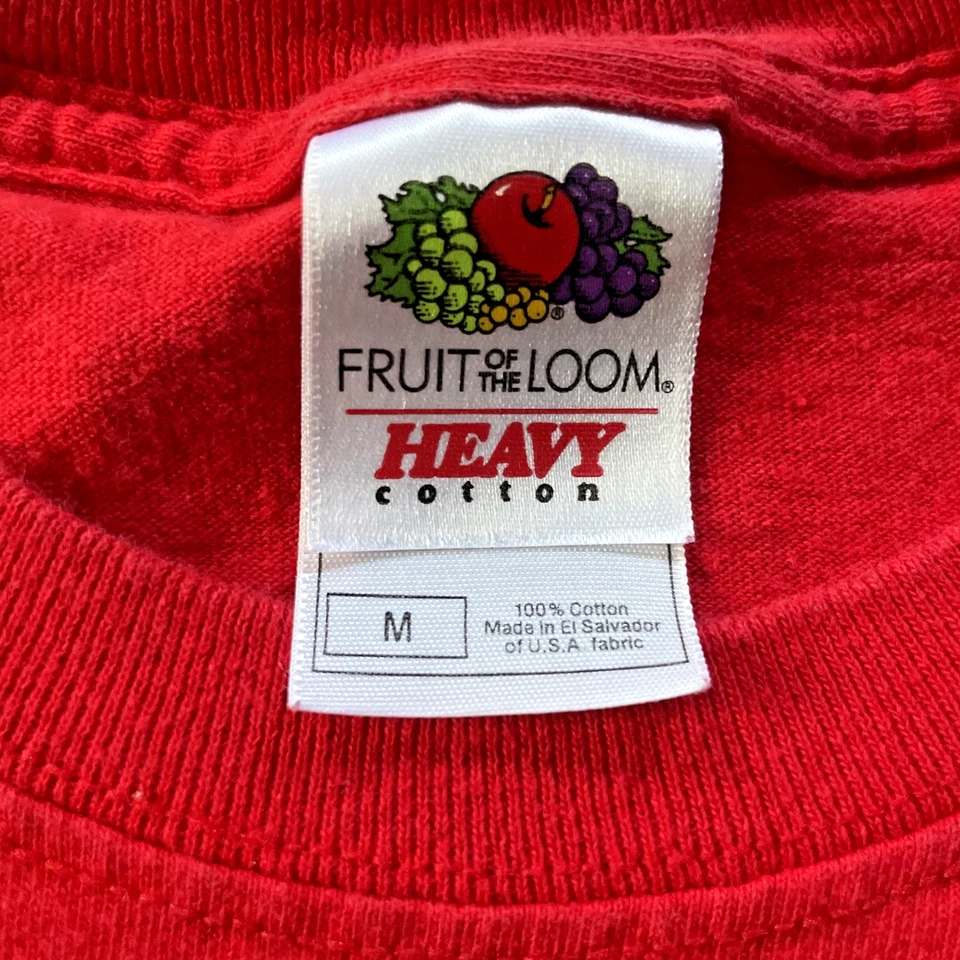 ®
FRUIT OF THE LOOM®
HEAVY
cotton
M
100% Cotton
Made in El Salvador
of U.S.A. fabric